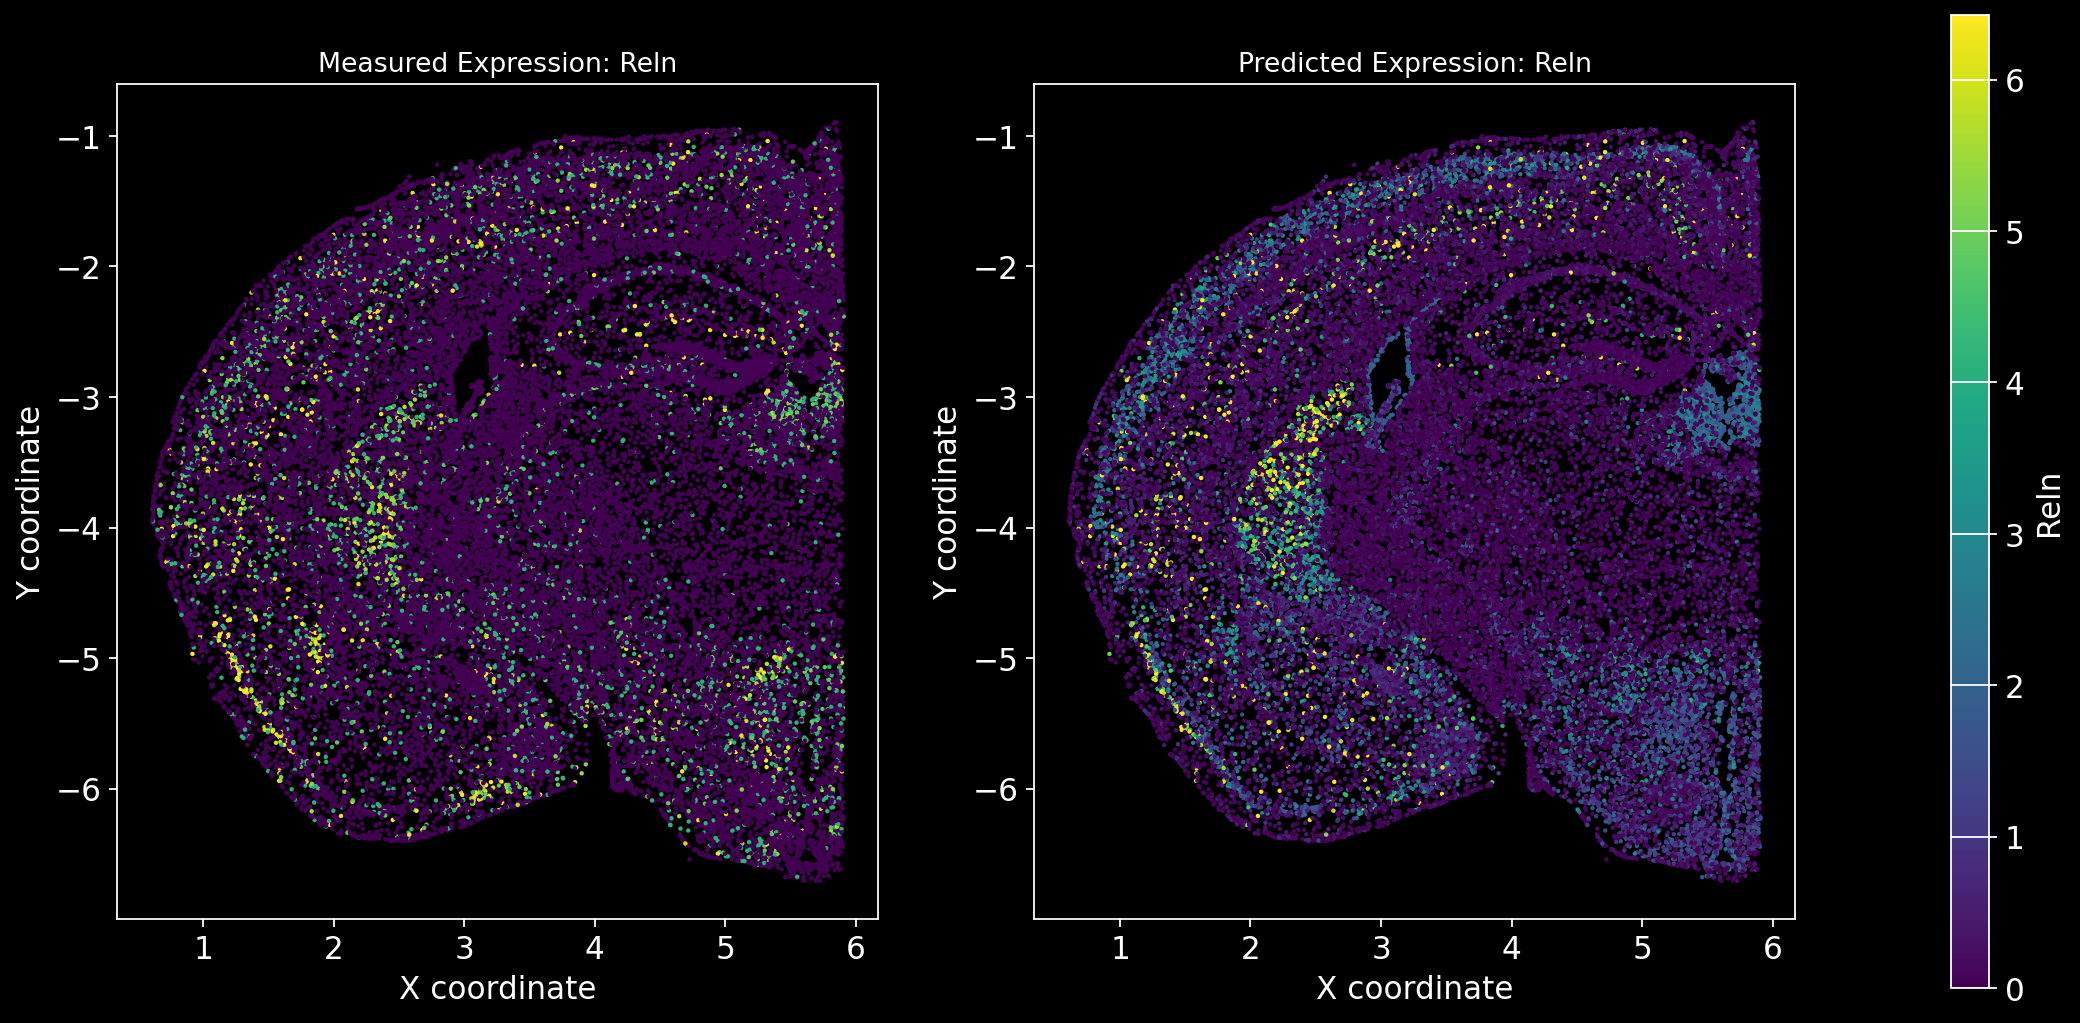 Measured Expression: Reln
Predicted Expression: Reln
−1
−2
−3
−4
−5
−6
Y coordinate
1 2 3 4 5 6
X coordinate
−1
−2
−3
−4
−5
−6
Y coordinate
1 2 3 4 5 6
X coordinate
6
5
4
3
2
1
0
Reln